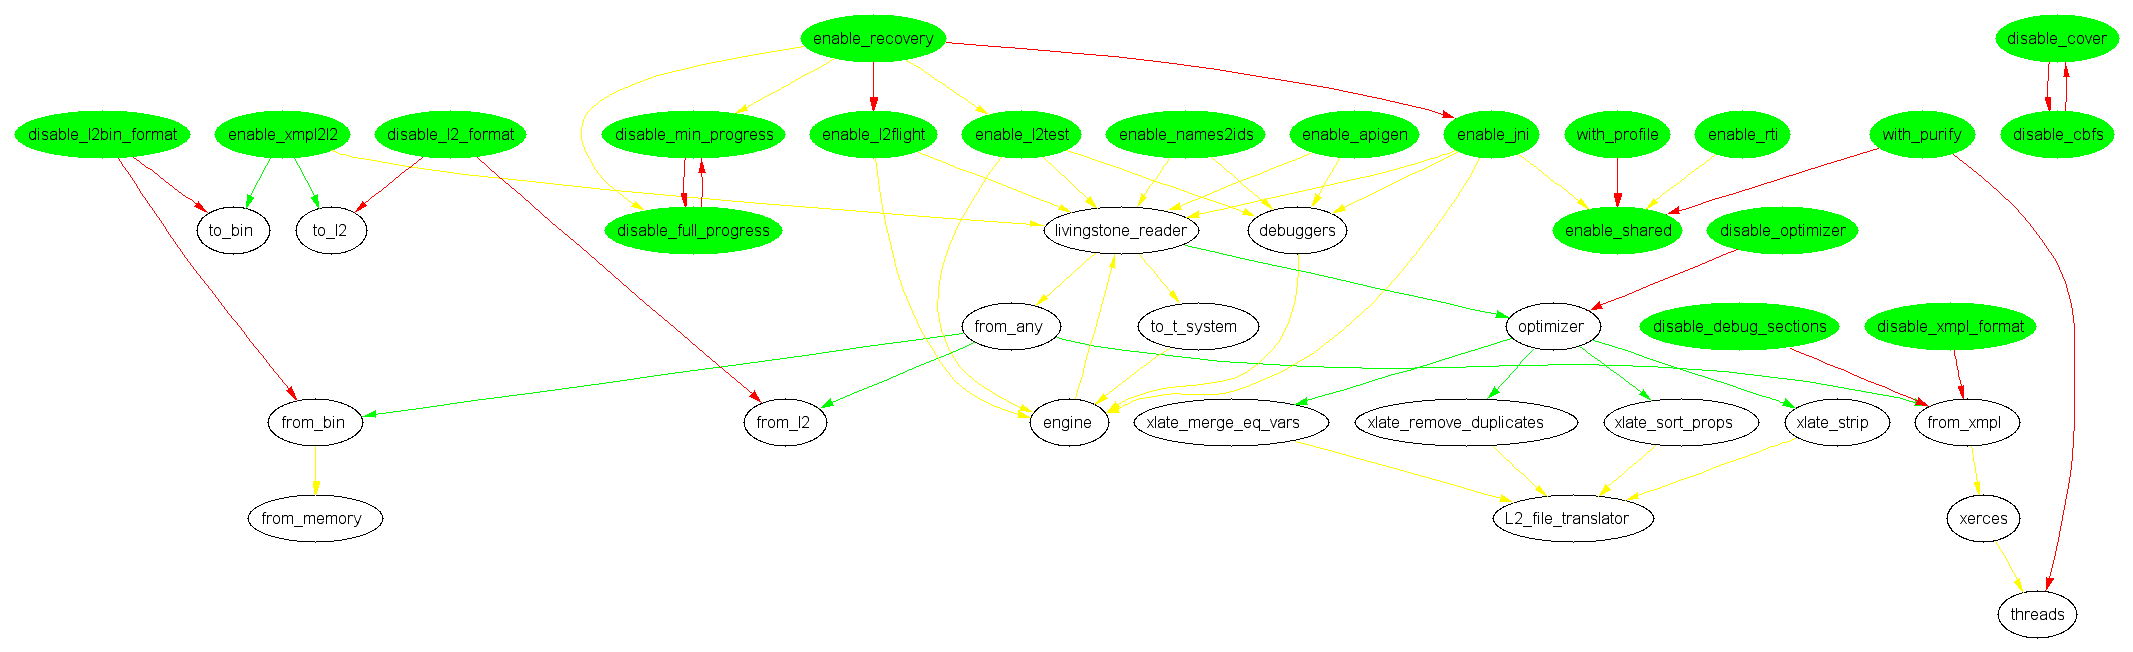 enable_recovery
disable_cover
disable_l2bin_format
enable_xmpl2l2
disable_l2_format
disable_min_progress
enable_l2flight
enable_l2test
enable_names2ids
enable_apigen
enable_jni
with_profile
enable_rti
with_purify
disable_cbfs
to_bin
to_l2
disable_full_progress
livingstone_reader
debuggers
enable_shared
disable_optimizer
from_any
to_t_system
optimizer
disable_debug_sections
disable_xmpl_format
from_bin
from_l2
engine
xlate_merge_eq_vars
xlate_remove_duplicates
xlate_sort_props
xlate_strip
from_xmpl
from_memory
L2_file_translator
xerces
threads